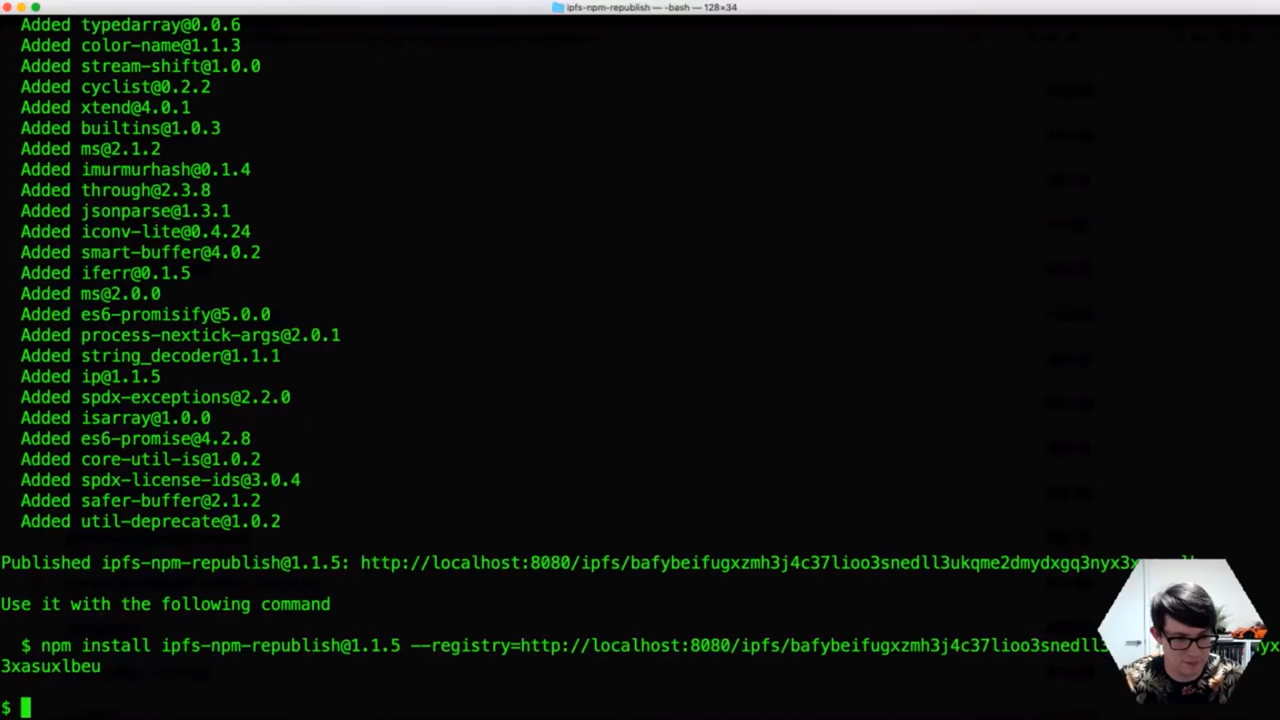 ipfs-npm-republish — -bash — 128×34
Added typedarray@0.0.6
Added color-name@1.1.3
Added stream-shift@1.0.0
Added cyclist@0.2.2
Added xtend@4.0.1
Added builtins@1.0.3
Added ms@2.1.2
Added imurmurhash@0.1.4
Added through@2.3.8
Added jsonparse@1.3.1
Added iconv-lite@0.4.24
Added smart-buffer@4.0.2
Added iferr@0.1.5
Added ms@2.0.0
Added es6-promisify@5.0.0
Added process-nextick-args@2.0.1
Added string_decoder@1.1.1
Added ip@1.1.5
Added spdx-exceptions@2.2.0
Added isarray@1.0.0
Added es6-promise@4.2.8
Added core-util-is@1.0.2
Added spdx-license-ids@3.0.4
Added safer-buffer@2.1.2
Added util-deprecate@1.0.2
Published ipfs-npm-republish@1.1.5: http://localhost:8080/ipfs/bafybeifugxzmh3j4c37lioo3snedll3ukqme2dmydxgq3nyx3x
Use it with the following command
$ npm install ipfs-npm-republish@1.1.5 --registry=http://localhost:8080/ipfs/bafybeifugxzmh3j4c37lioo3snedll
3xasuxlbeu
$